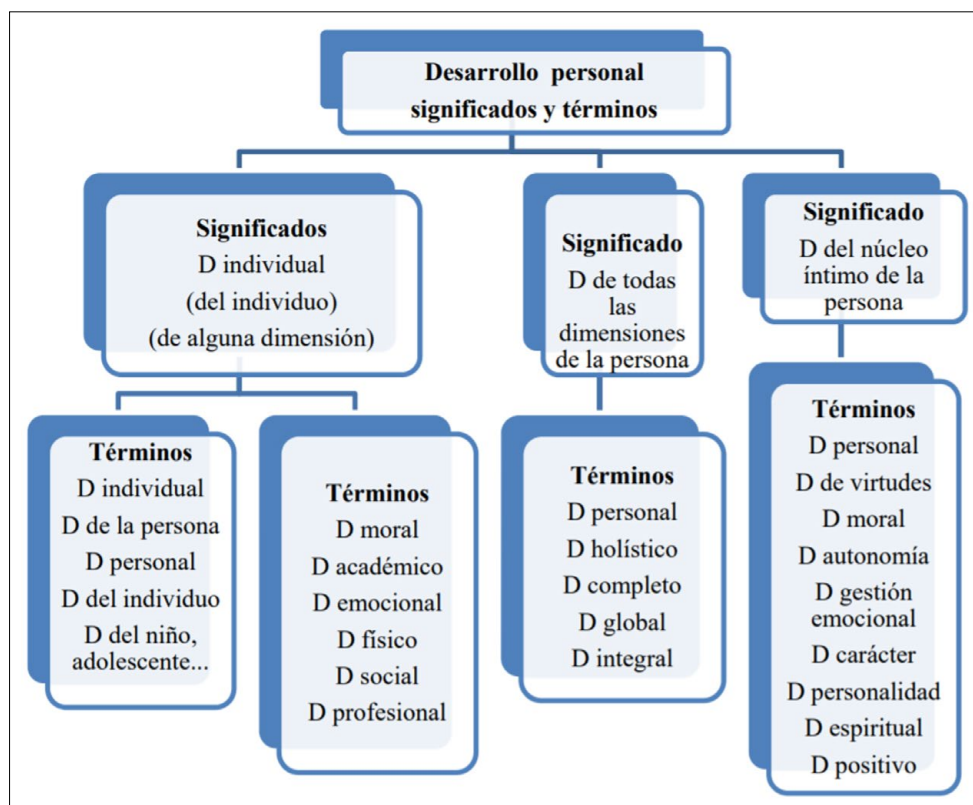 Desarrollo personal
significados y términos
Significados
D individual
(del individuo)
(de alguna dimensión)
Significado
D de todas
las
dimensiones
de la persona
Significado
D del núcleo
íntimo de la
persona
Términos
D individual
D de la persona
D personal
D del individuo
D del niño,
adolescente...
Términos
D moral
D académico
D emocional
D físico
D social
D profesional
Términos
D personal
D holístico
D completo
D global
D integral
Términos
D personal
D de virtudes
D moral
D autonomía
D gestión
emocional
D carácter
D personalidad
D espiritual
D positivo